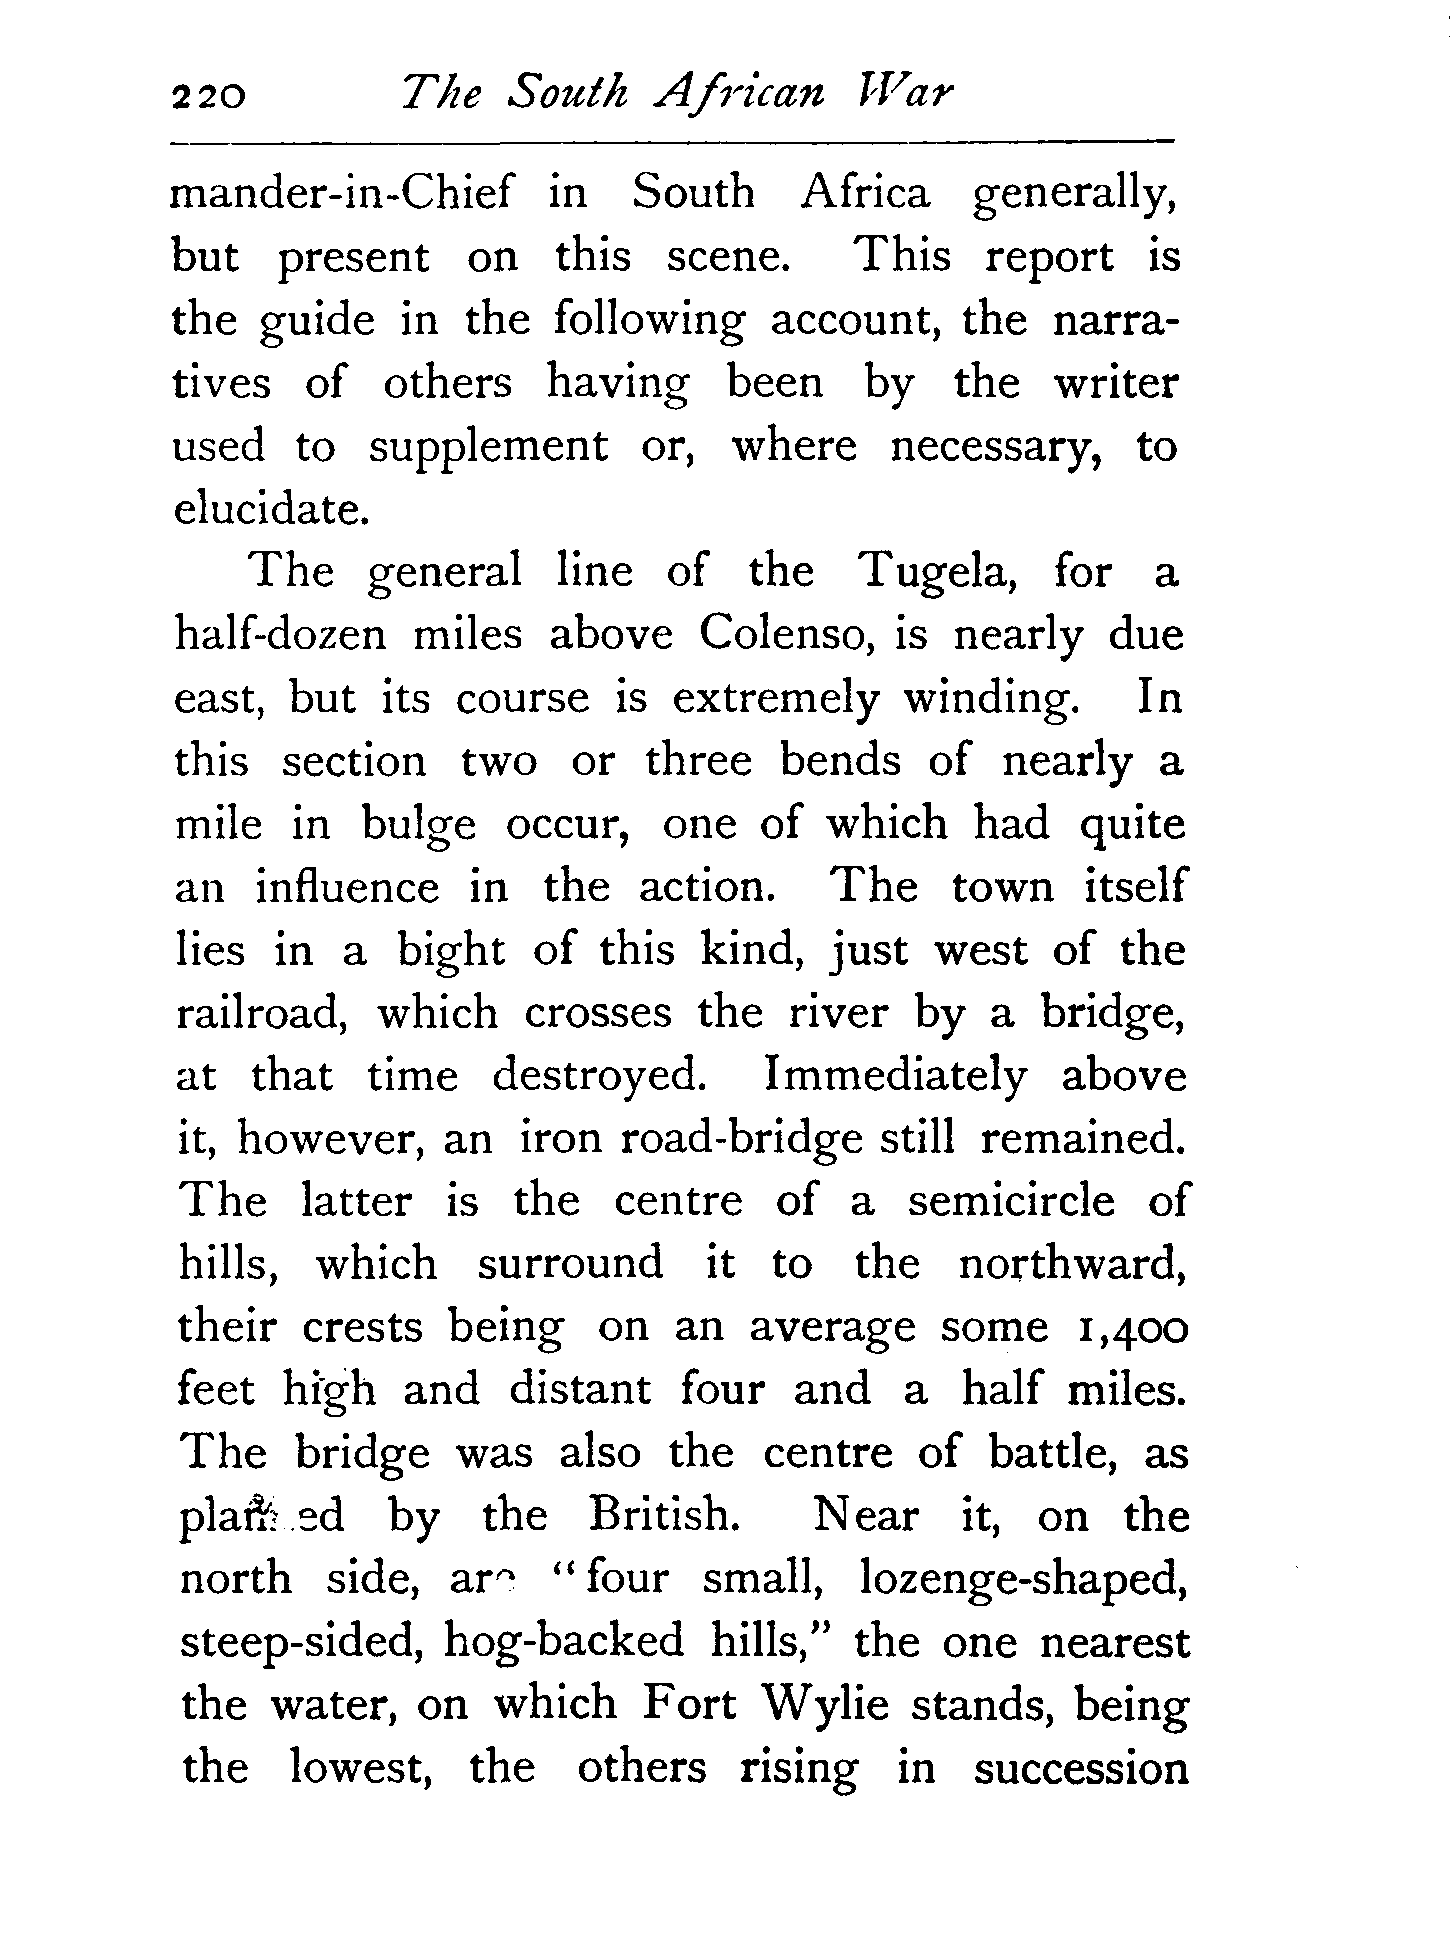 220 The South African War
mander-in-Chief in South Africa generally,
but present on this scene. This report is
the guide in the following account, the narra-
tives of others having been by the writer
used to supplement or, where necessary, to
elucidate.
The general line of the Tugela, for a
half-dozen miles above Colenso, is nearly due
east, but its course is extremely winding. In
this section two or three bends of nearly a
mile in bulge occur, one of which had quite
an influence in the action. The town itself
lies in a bight of this kind, just west of the
railroad, which crosses the river by a bridge,
at that time destroyed. Immediately above
it, however, an iron road-bridge still remained.
The latter is the centre of a semicircle of
hills, which surround it to the northward,
their crests being on an average some 1,400
feet high and distant four and a half miles.
The bridge was also the centre of battle, as
by the British. Near it, on the
north side, are “four small, lozenge-shaped,
steep-sided, hog-backed hills,” the one nearest
the water, on which Fort Wylie stands, being
the lowest, the others rising in succession